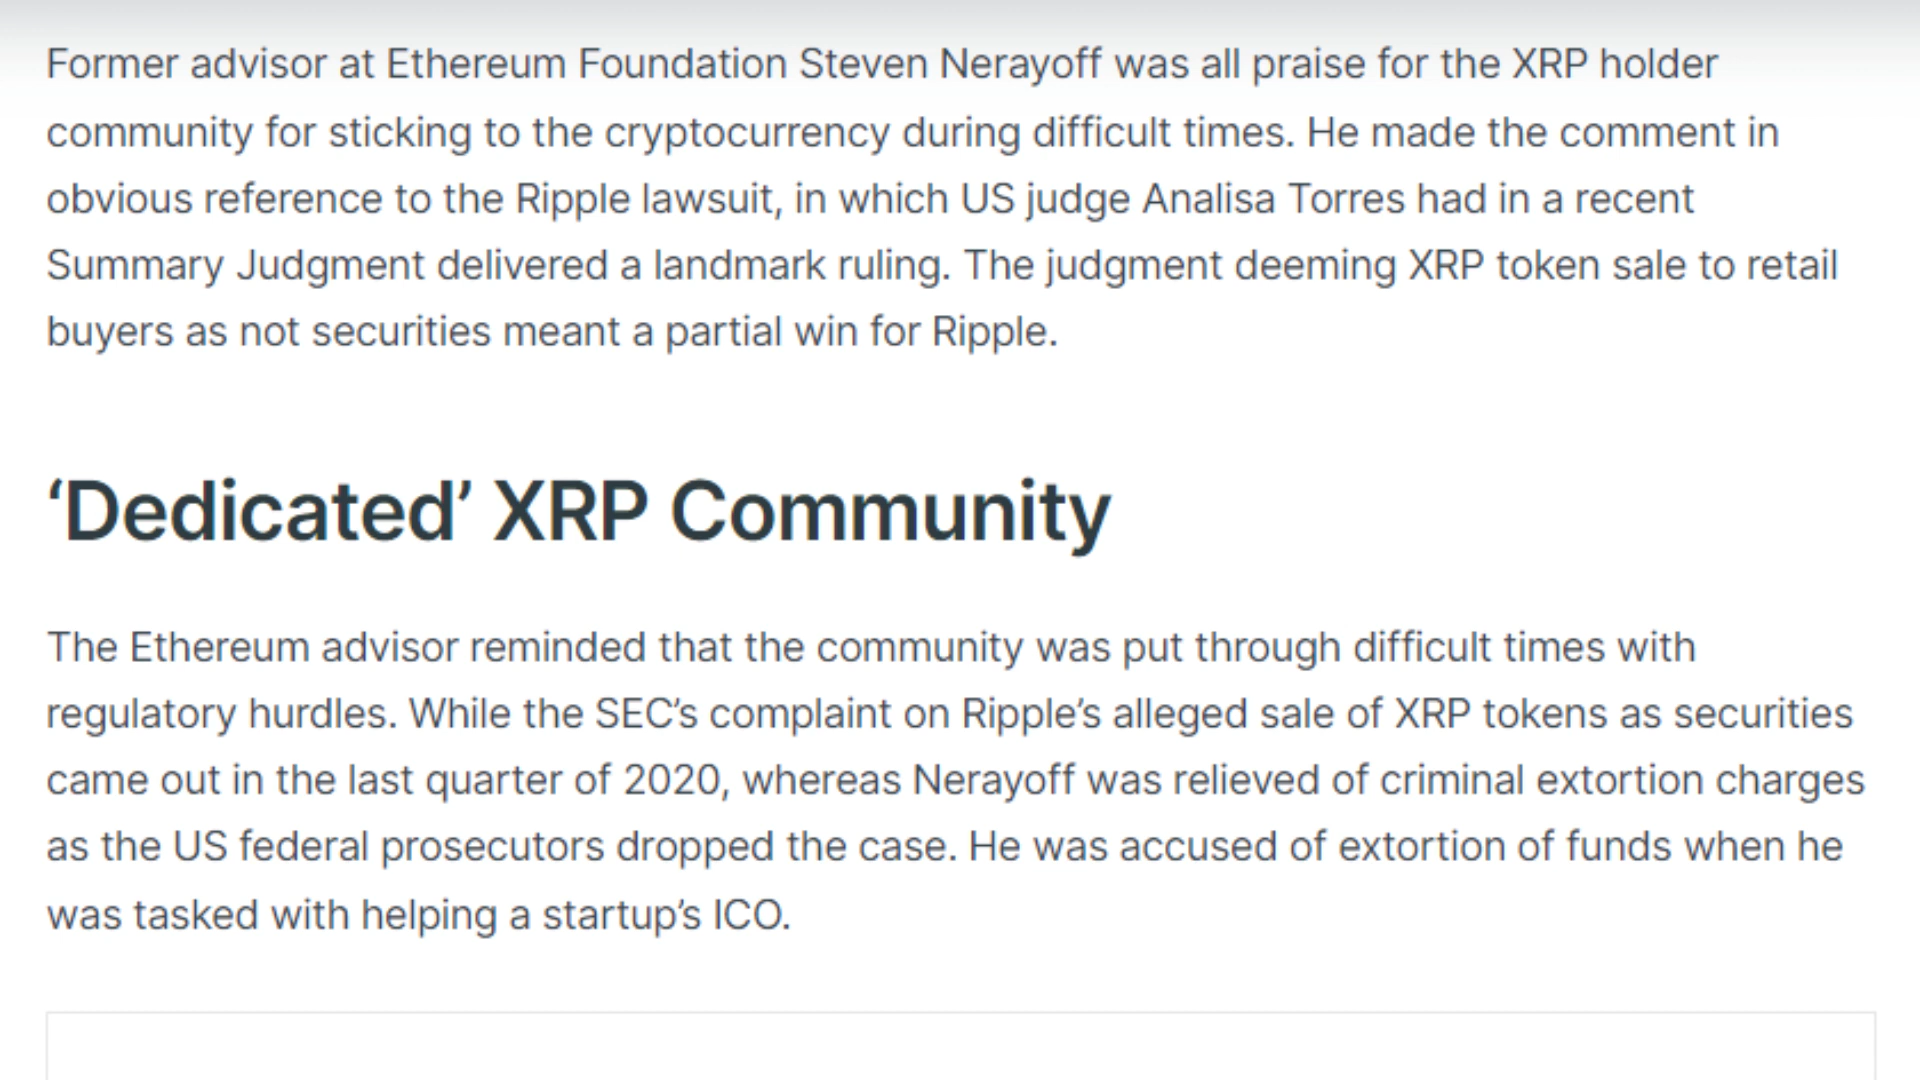 Former advisor at Ethereum Foundation Steven Nerayoff was all praise for the XRP holder
community for sticking to the cryptocurrency during difficult times. He made the comment in
obvious reference to the Ripple lawsuit, in which US judge Analisa Torres had in a recent
Summary Judgment delivered a landmark ruling. The judgment deeming XRP token sale to retail
buyers as not securities meant a partial win for Ripple.
‘Dedicated’ XRP Community
The Ethereum advisor reminded that the community was put through difficult times with
regulatory hurdles. While the SEC’s complaint on Ripple’s alleged sale of XRP tokens as securities
came out in the last quarter of 2020, whereas Nerayoff was relieved of criminal extortion charges
as the US federal prosecutors dropped the case. He was accused of extortion of funds when he
was tasked with helping a startup’s ICO.